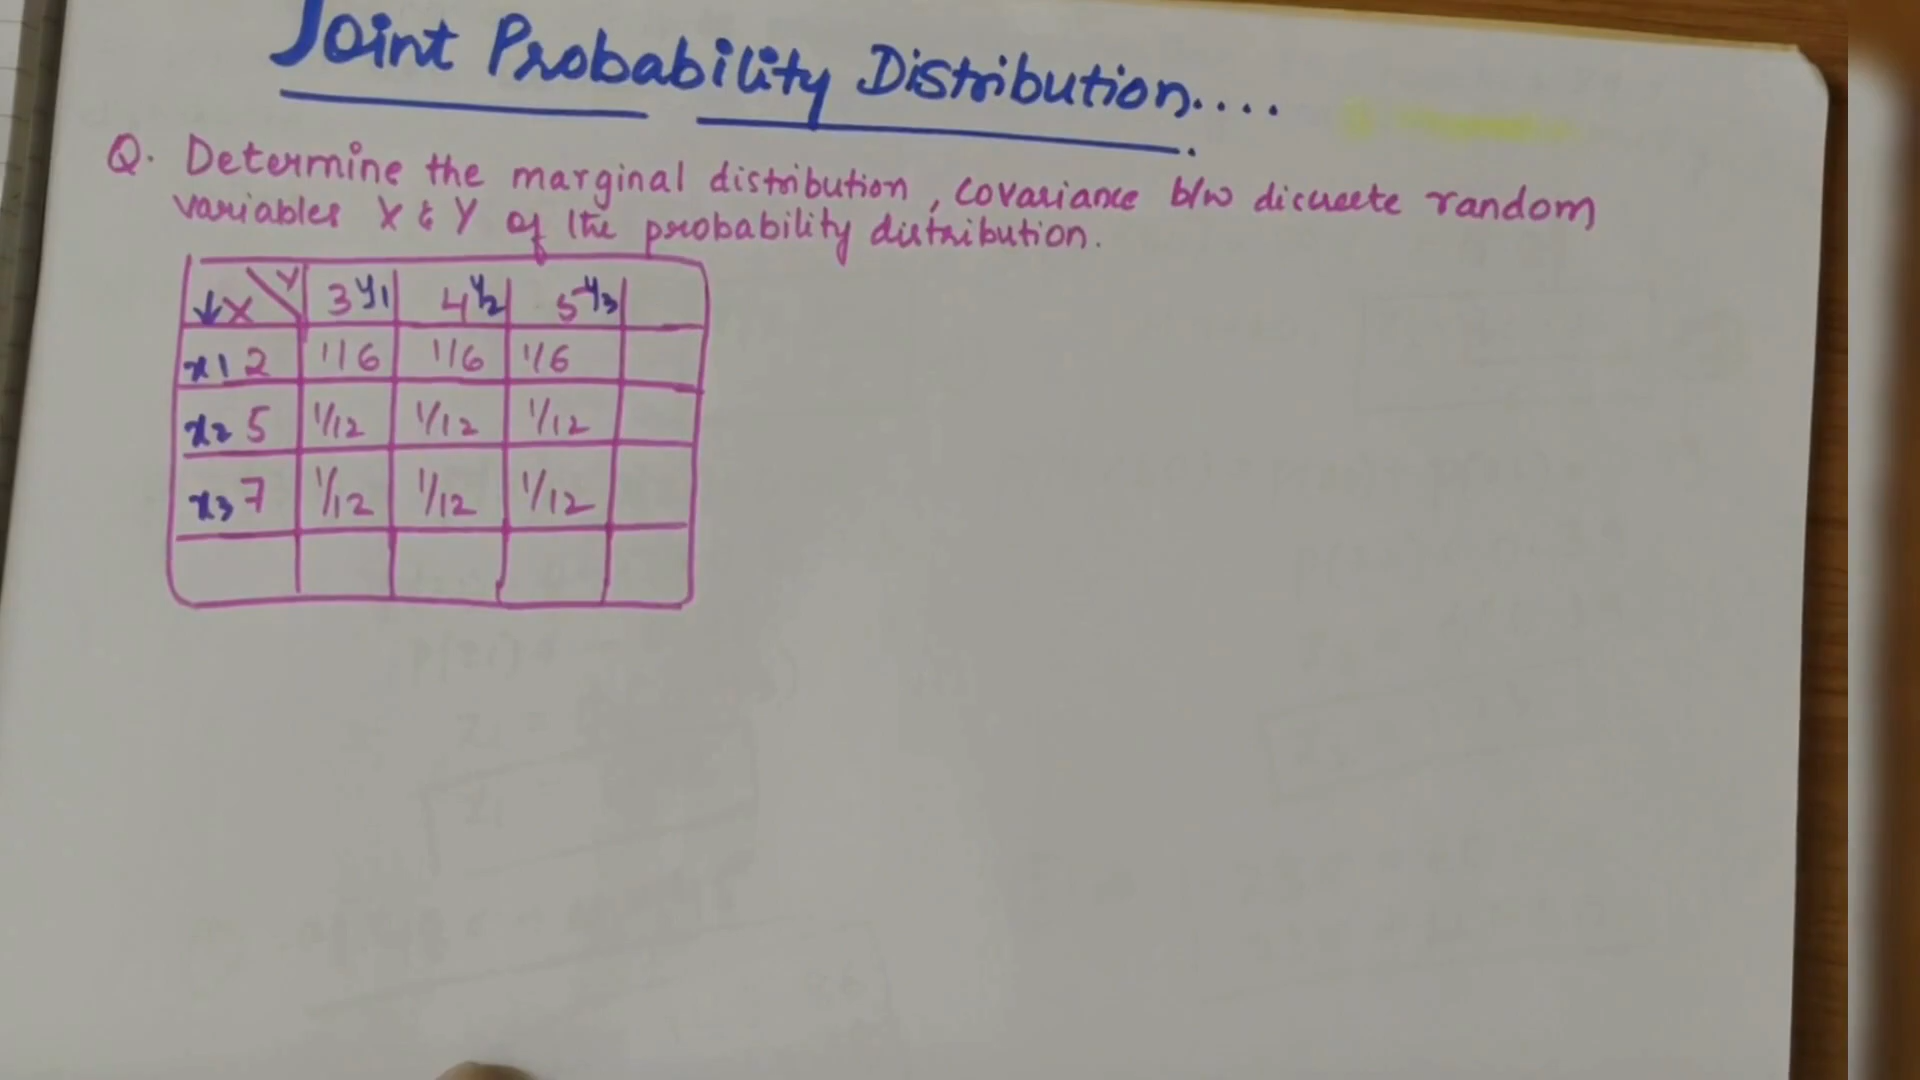 Joint Probability Distribution....
Q. Determine the marginal distribution, covariance b/w discreete random
variables X & Y of the probability distribution.
↓X Y 3 y1 4 y2 5 y3
x1 2 1/6 1/6 1/6
x2 5 1/12 1/12 1/12
x3 7 1/12 1/12 1/12